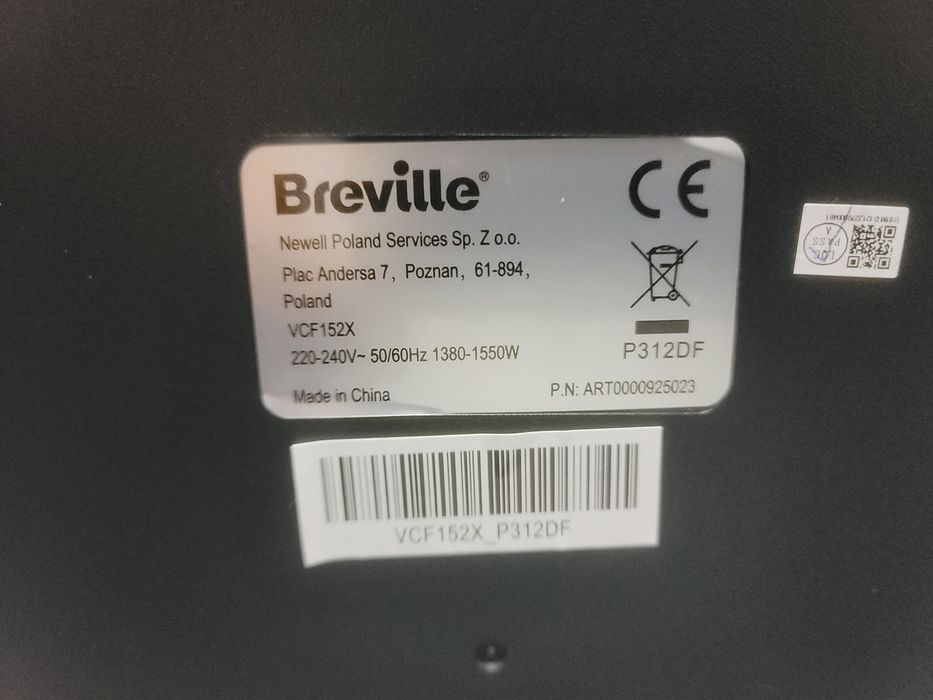 Breville®
Newell Poland Services Sp. Z o.o.
Plac Andersa 7, Poznan, 61-894,
Poland
VCF152X
220-240V~ 50/60Hz 1380-1550W
Made in China
CE
P312DF
P.N: ART0000925023
VCF152X_P312DF
PASS